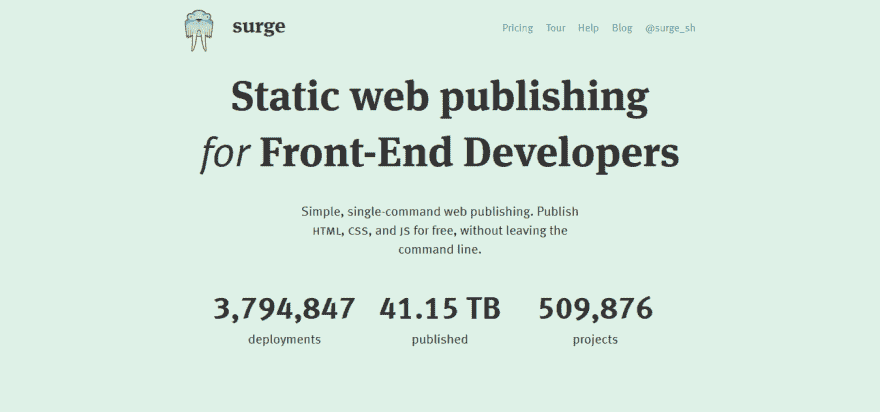 surge
Pricing Tour Help Blog @surge_sh
Static web publishing
for Front-End Developers
Simple, single-command web publishing. Publish
HTML, CSS, and JS for free, without leaving the
command line.
3,794,847 41.15 TB 509,876
deployments published projects